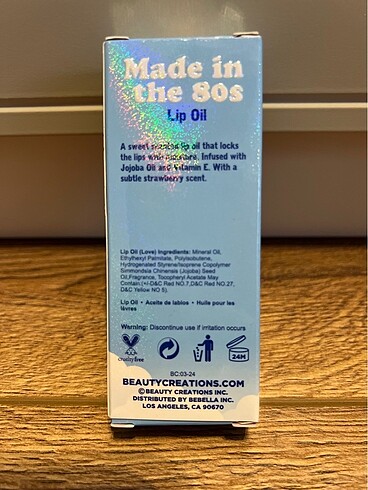 Made in
the 80s
Lip Oil
A sweet scented lip oil that locks
the lips with moisture. Infused with
Jojoba Oil and Vitamin E. With a
subtle strawberry scent.
Lip Oil (Love) Ingredients: Mineral Oil,
Ethylhexyl Palmitate, Polyisobutene,
Hydrogenated Styrene/Isoprene Copolymer
Simmondsia Chinensis (Jojoba) Seed
Oil,Fragrance, Tocopheryl Acetate May
Contain:(+/-D&C Red NO.7,D&C Red NO.27,
D&C Yellow NO 5).
Lip Oil • Aceite de labios • Huile pour les
lèvres
Warning: Discontinue use if irritation occurs
crueltyfree
24M
BC:03-24
BEAUTYCREATIONS.COM
©BEAUTY CREATIONS INC.
DISTRIBUTED BY BEBELLA INC.
LOS ANGELES, CA 90670